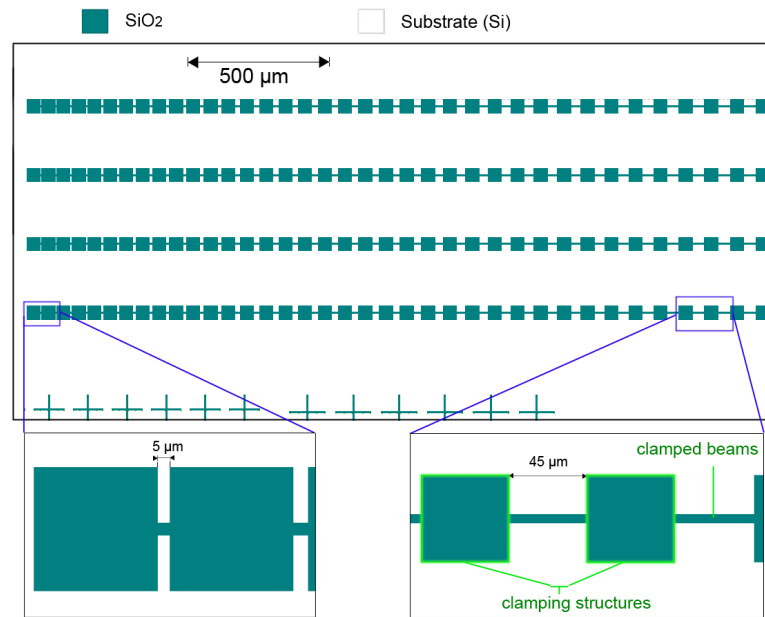 SiO2
Substrate (Si)
500 µm
5 µm
45 µm
clamped beams
clamping structures